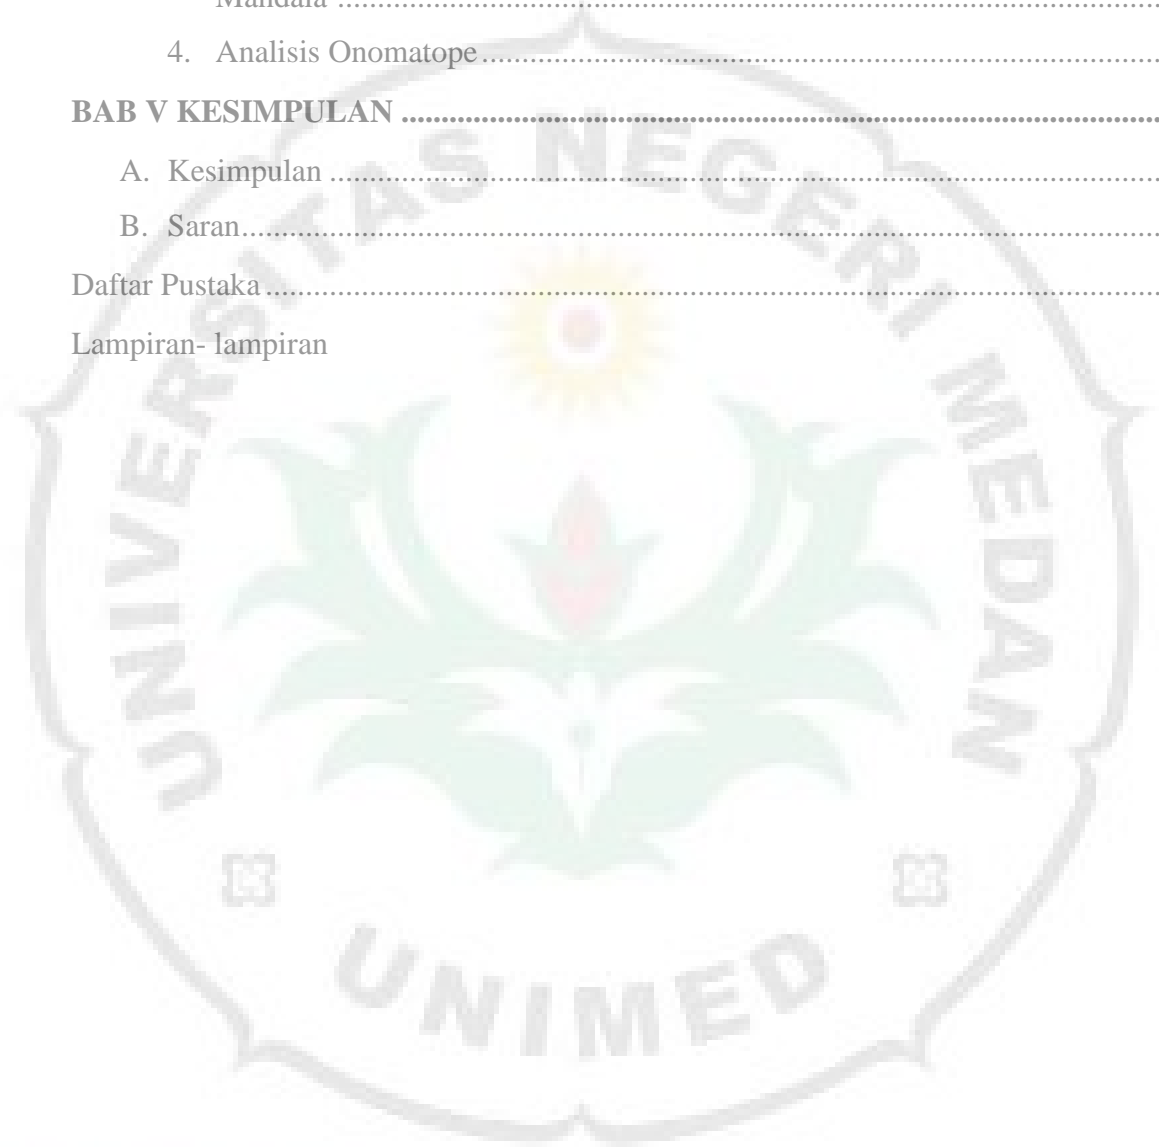 Mandala ........................................................................................................
4. Analisis Onomatope ........................................................................................
BAB V KESIMPULAN ...............................................................................................
A. Kesimpulan ........................................................................................................
B. Saran ..................................................................................................................
Daftar Pustaka ................................................................................................................
Lampiran- lampiran
UNIVERSITAS NEGERI MEDAN
UNIMED